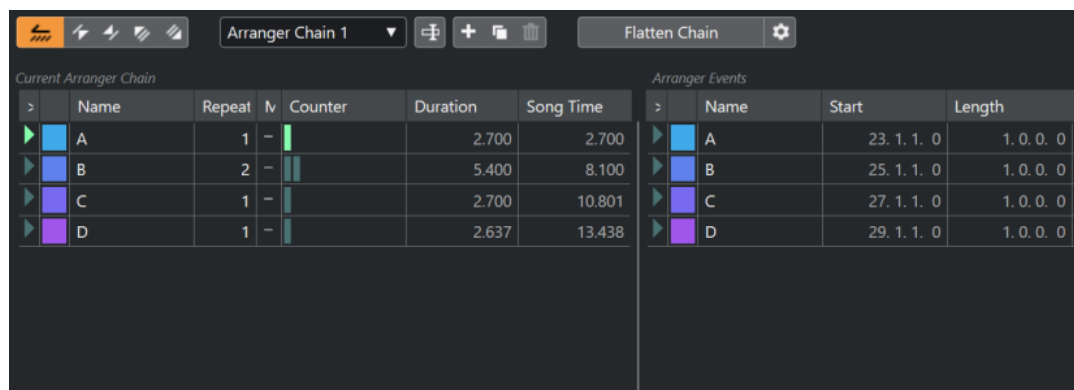 Arranger Chain 1 Flatten Chain
Current Arranger Chain Arranger Events
Name Repeat M Counter Duration Song Time Name Start Length
A 1 - 2.700 2.700 A 23. 1. 1. 0 1. 0. 0. 0
B 2 - 5.400 8.100 B 25. 1. 1. 0 1. 0. 0. 0
C 1 - 2.700 10.801 C 27. 1. 1. 0 1. 0. 0. 0
D 1 - 2.637 13.438 D 29. 1. 1. 0 1. 0. 0. 0